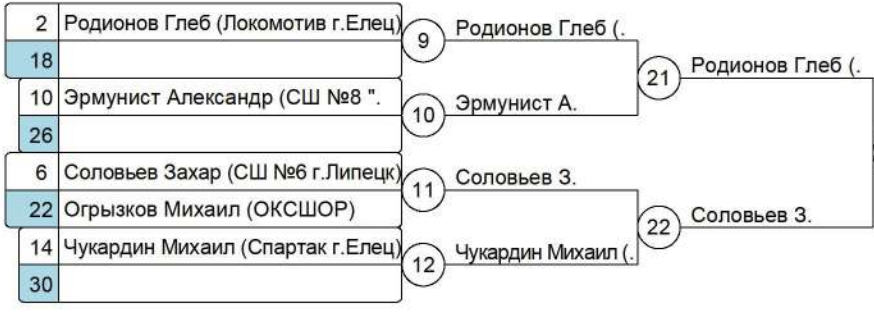 2 Родионов Глеб (Локомотив г.Елец)
18
9 Родионов Глеб (.
10 Эрмунист Александр (СШ №8 ".
26
10 Эрмунист А.
21 Родионов Глеб (.
6 Соловьев Захар (СШ №6 г.Липецк)
22 Огрызков Михаил (ОКСШОР)
11 Соловьев З.
14 Чукардин Михаил (Спартак г.Елец)
30
12 Чукардин Михаил (.
22 Соловьев З.